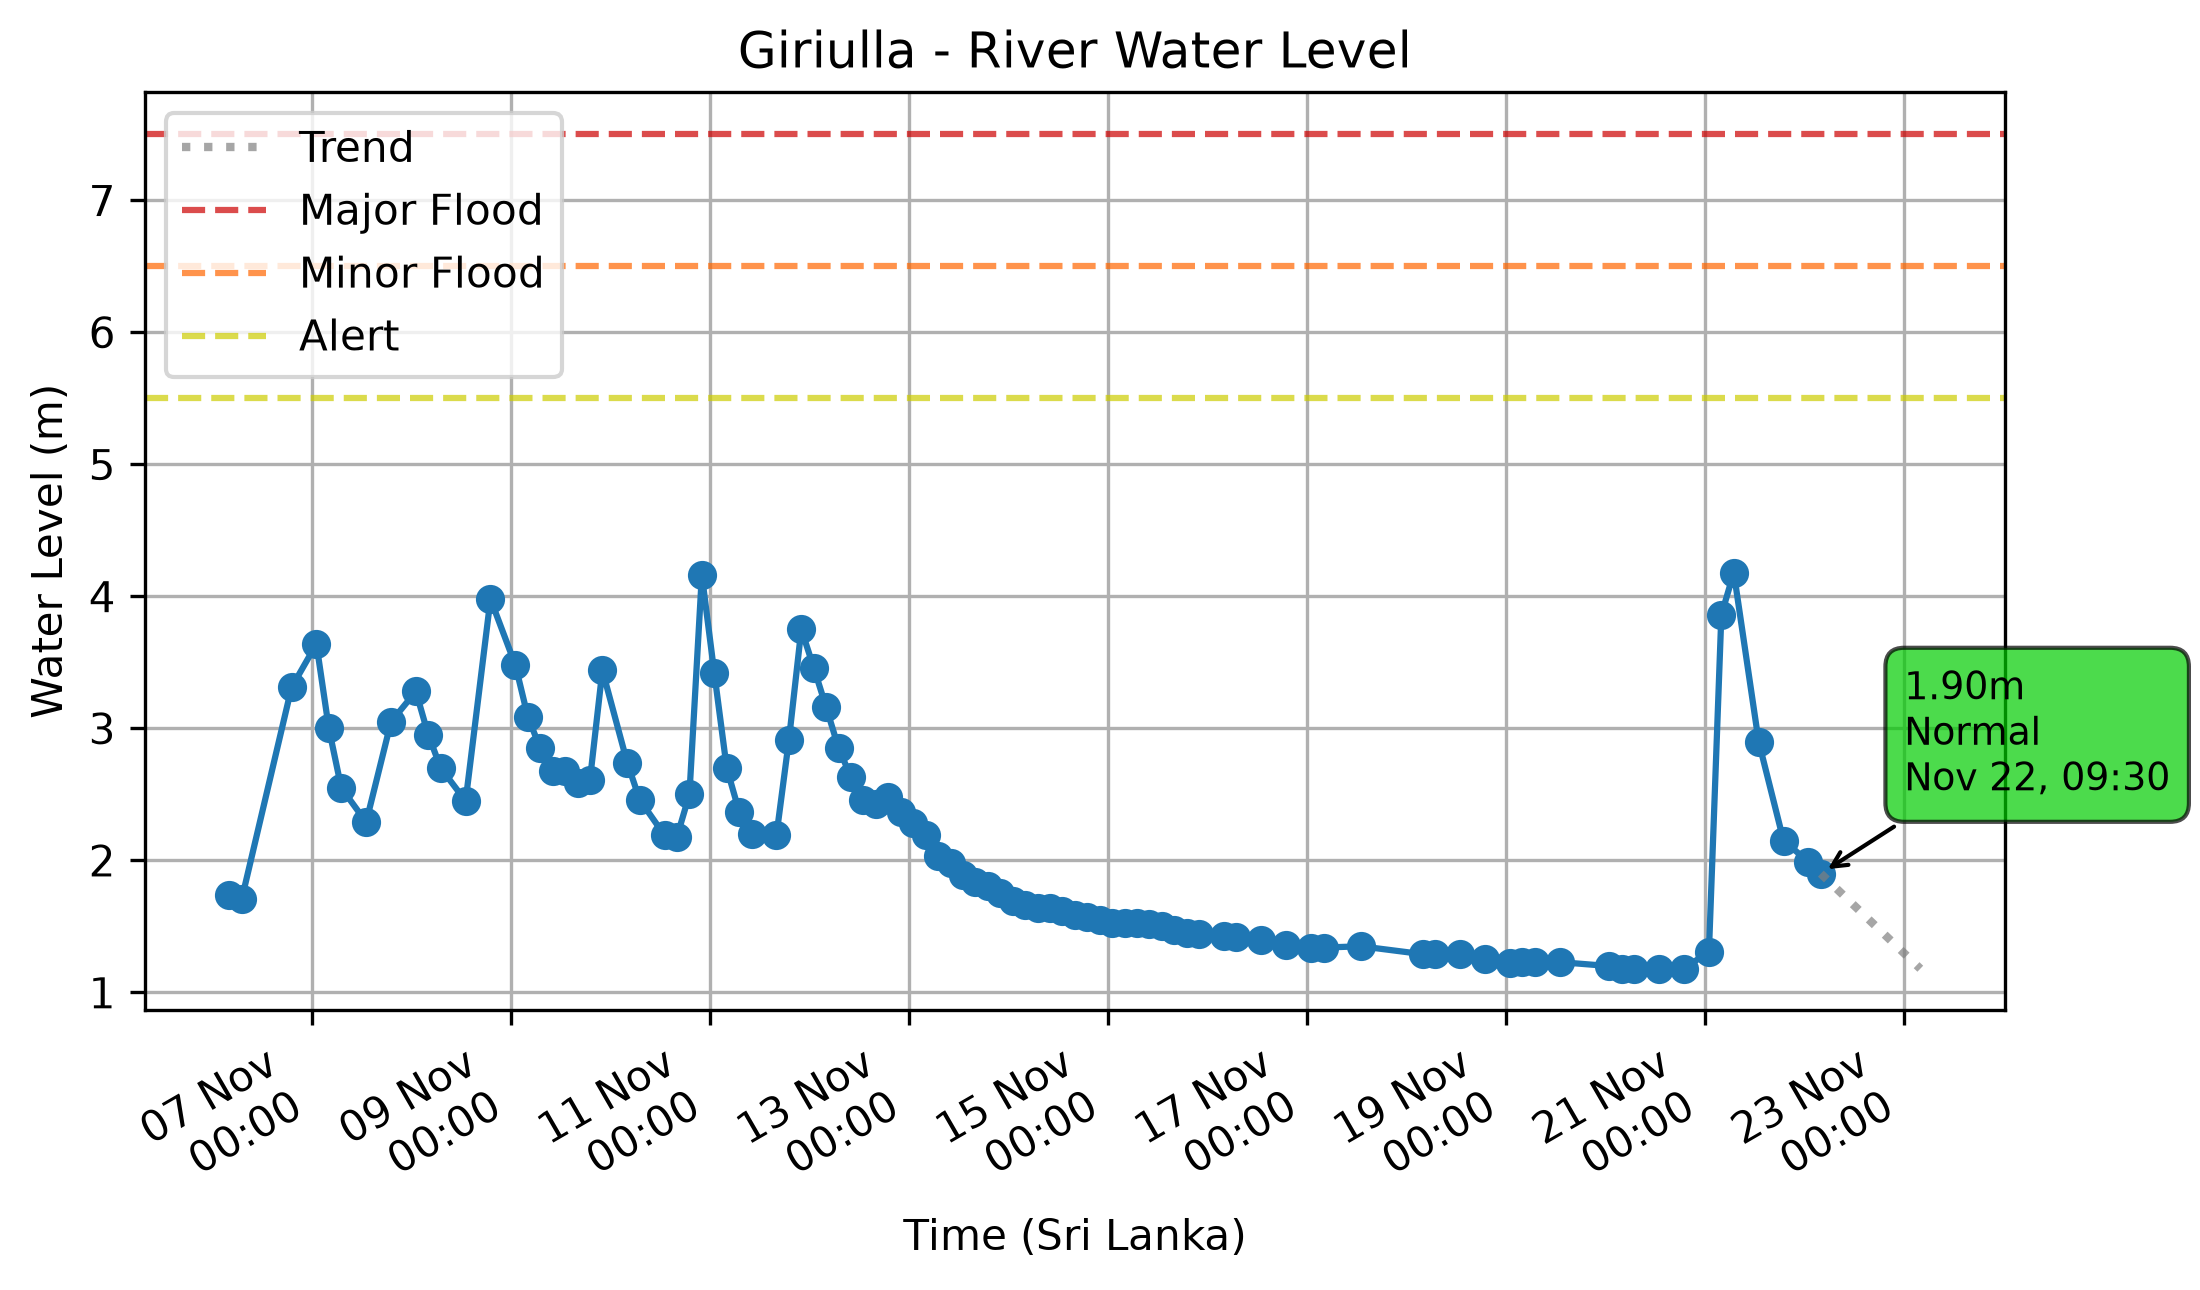 Giriulla - River Water Level
Trend
Major Flood
Minor Flood
Alert
7
6
5
4
3
2
1
Water Level (m)
1.90m
Normal
Nov 22, 09:30
07 Nov
00:00
09 Nov
00:00
11 Nov
00:00
13 Nov
00:00
15 Nov
00:00
17 Nov
00:00
19 Nov
00:00
21 Nov
00:00
23 Nov
00:00
Time (Sri Lanka)